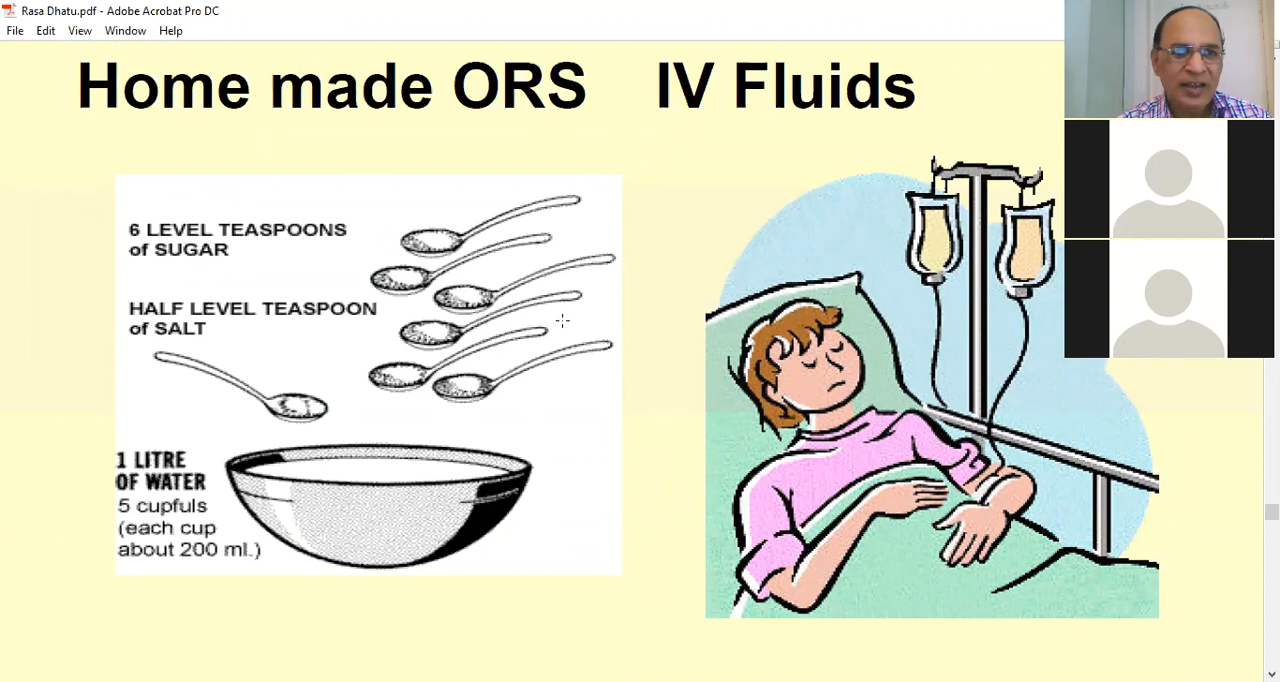 Rasa Dhatu.pdf - Adobe Acrobat Pro DC
File Edit View Window Help
Home made ORS IV Fluids
6 LEVEL TEASPOONS
of SUGAR
HALF LEVEL TEASPOON
of SALT
1 LITRE
OF WATER
5 cupfuls
(each cup
about 200 ml.)